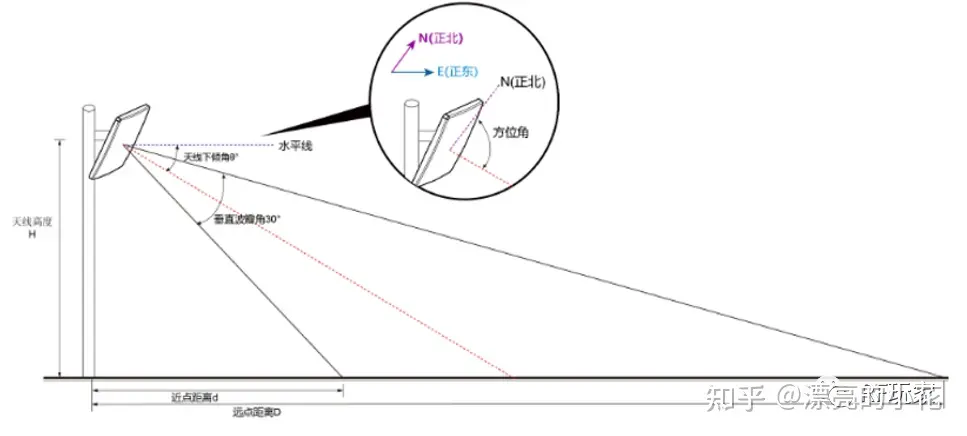 N(正北)
E(正东)
N(正北)
方位角
水平线
天线下倾角θ°
垂直波瓣角30°
天线高度
H
近点距离d
远点距离D
知乎 @漂亮的小花